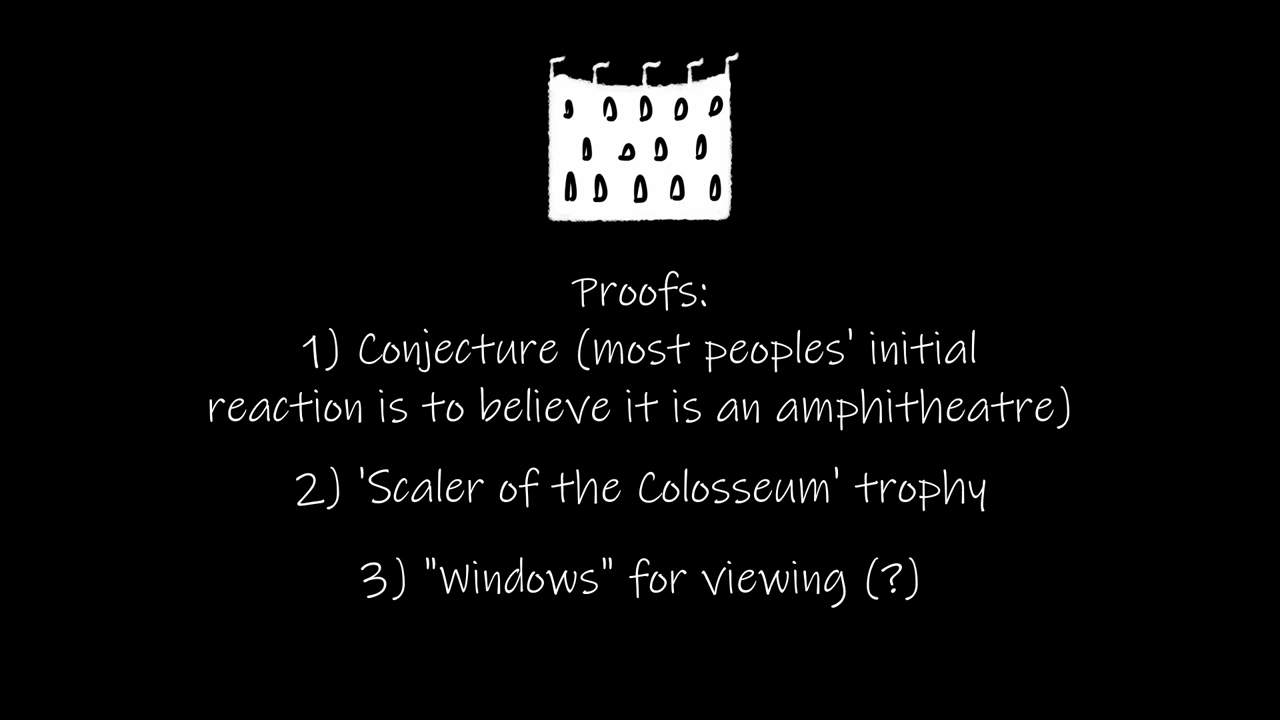 Proofs:
1) Conjecture (most peoples' initial
reaction is to believe it is an amphitheatre)
2) 'Scaler of the Colosseum' trophy
3) "Windows" for viewing (?)